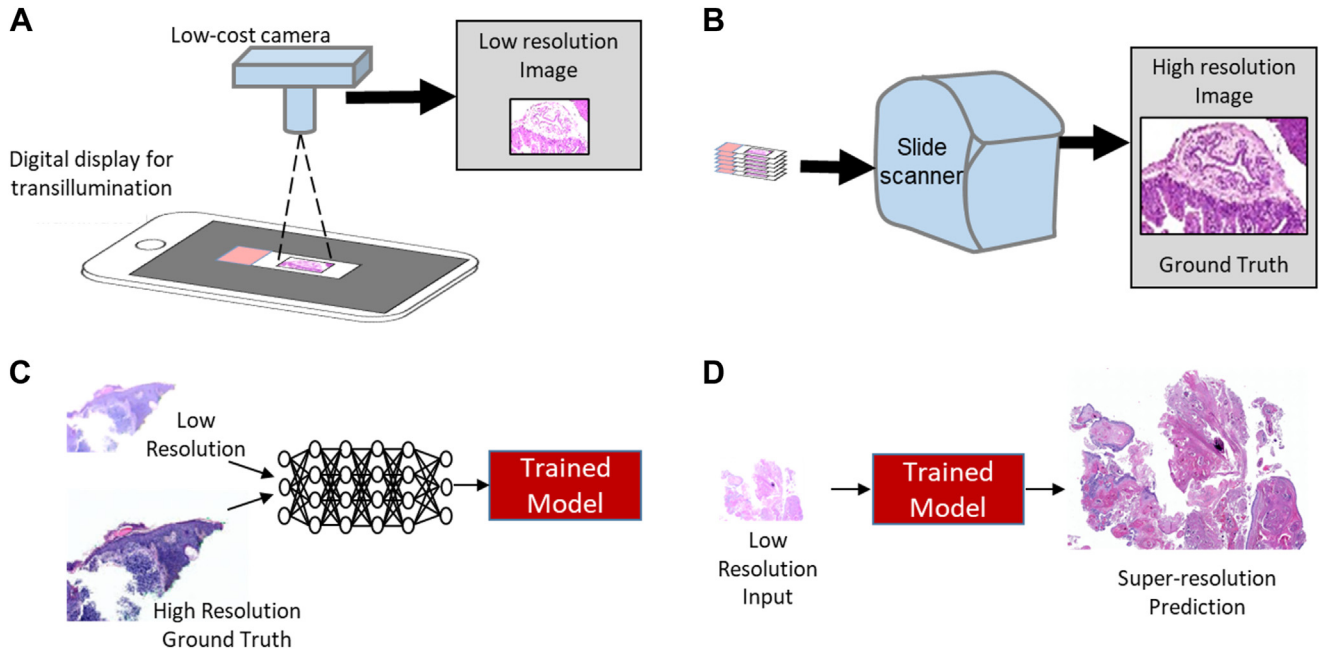 A
Low-cost camera
Low resolution
Image
Digital display for
transillumination
B
Slide
scanner
High resolution
Image
Ground Truth
C
Low
Resolution
High Resolution
Ground Truth
Trained
Model
D
Low
Resolution
Input
Trained
Model
Super-resolution
Prediction